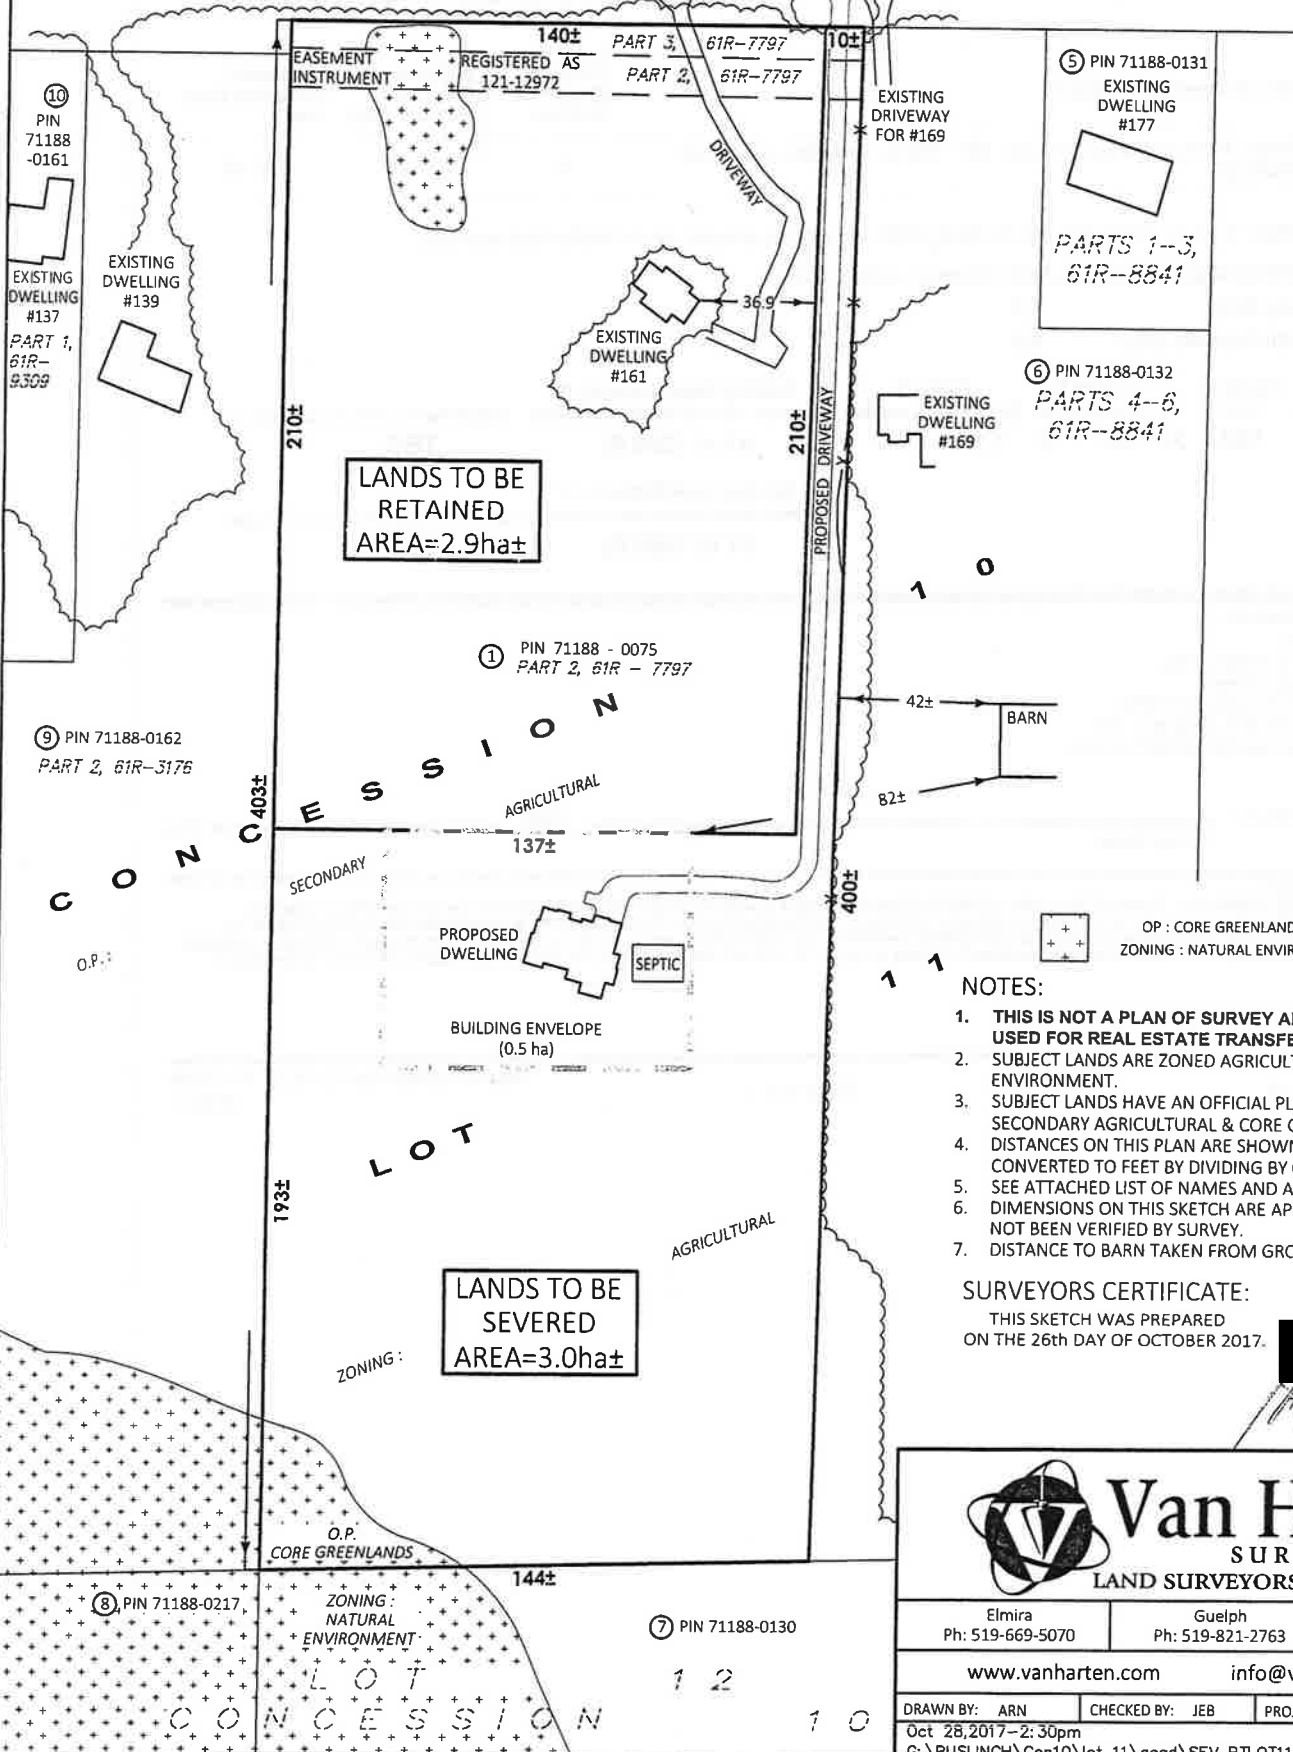 140±
PART 3, 61R-7797
10±
EASEMENT REGISTERED AS
INSTRUMENT 121-12972
PART 2, 61R-7797
10
PIN
71188
-0161
EXISTING
DWELLING
#137
PART 1,
61R-
9309
EXISTING
DWELLING
#139
DRIVEWAY
EXISTING
DRIVEWAY
FOR #169
5 PIN 71188-0131
EXISTING
DWELLING
#177
PARTS 1--3,
61R--8841
36.9
EXISTING
DWELLING
#161
6 PIN 71188-0132
PARTS 4--6,
61R--8841
EXISTING
DWELLING
#169
210±
210±
PROPOSED DRIVEWAY
LANDS TO BE
RETAINED
AREA=2.9ha±
1 0
1 PIN 71188 - 0075
PART 2, 61R - 7797
42±
BARN
82±
9 PIN 71188-0162
PART 2, 61R-3176
403±
CONCESSION
AGRICULTURAL
137±
SECONDARY
O.P.:
400±
PROPOSED
DWELLING
SEPTIC
BUILDING ENVELOPE
(0.5 ha)
1 1
LOT
193±
AGRICULTURAL
LANDS TO BE
SEVERED
AREA=3.0ha±
ZONING :
O.P.
CORE GREENLANDS
144±
8 PIN 71188-0217
ZONING :
NATURAL
ENVIRONMENT
7 PIN 71188-0130
LOT 12
CONCESSION 10
OP : CORE GREENLAND
ZONING : NATURAL ENVIR
NOTES:
1. THIS IS NOT A PLAN OF SURVEY A
USED FOR REAL ESTATE TRANSFE
2. SUBJECT LANDS ARE ZONED AGRICULT
ENVIRONMENT.
3. SUBJECT LANDS HAVE AN OFFICIAL PL
SECONDARY AGRICULTURAL & CORE
4. DISTANCES ON THIS PLAN ARE SHOWN
CONVERTED TO FEET BY DIVIDING BY
5. SEE ATTACHED LIST OF NAMES AND A
6. DIMENSIONS ON THIS SKETCH ARE AP
NOT BEEN VERIFIED BY SURVEY.
7. DISTANCE TO BARN TAKEN FROM GRO
SURVEYORS CERTIFICATE:
THIS SKETCH WAS PREPARED
ON THE 26th DAY OF OCTOBER 2017.
Van H
SUR
LAND SURVEYORS
Elmira
Ph: 519-669-5070
Guelph
Ph: 519-821-2763
www.vanharten.com info@v
DRAWN BY: ARN CHECKED BY: JEB PRO
Oct 28,2017-2:30pm